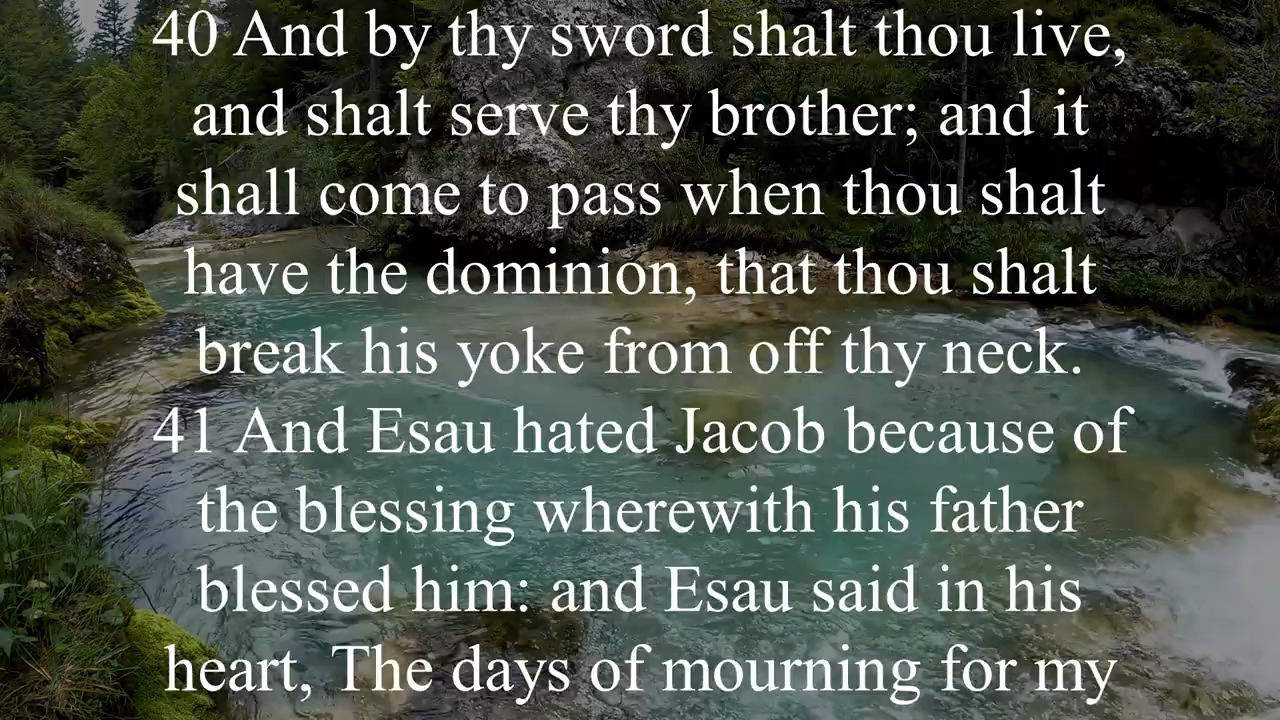 40 And by thy sword shalt thou live,
and shalt serve thy brother; and it
shall come to pass when thou shalt
have the dominion, that thou shalt
break his yoke from off thy neck.
41 And Esau hated Jacob because of
the blessing wherewith his father
blessed him: and Esau said in his
heart, The days of mourning for my